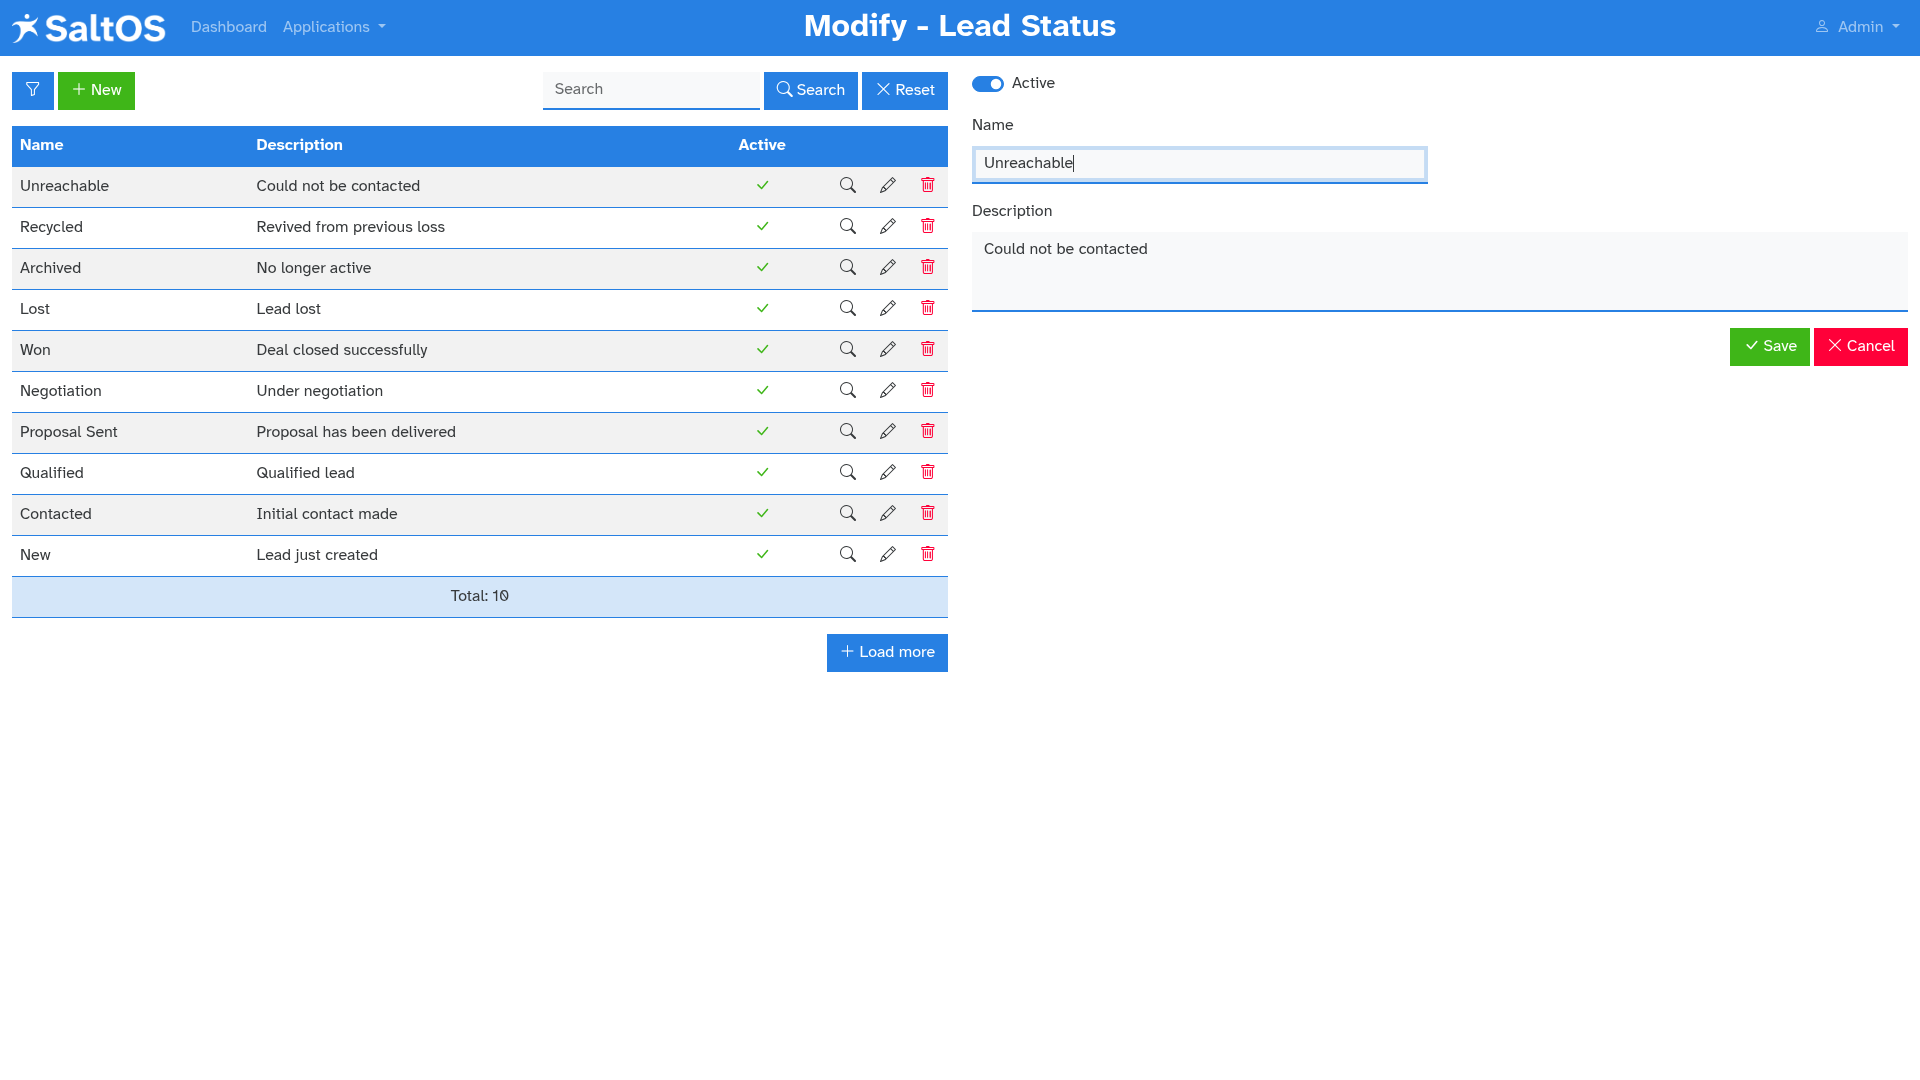 SaltOS Dashboard Applications Modify - Lead Status Admin
New Search Search Reset
Name Description Active
Unreachable Could not be contacted
Recycled Revived from previous loss
Archived No longer active
Lost Lead lost
Won Deal closed successfully
Negotiation Under negotiation
Proposal Sent Proposal has been delivered
Qualified Qualified lead
Contacted Initial contact made
New Lead just created
Total: 10
Load more
Active
Name
Unreachable
Description
Could not be contacted
Save Cancel